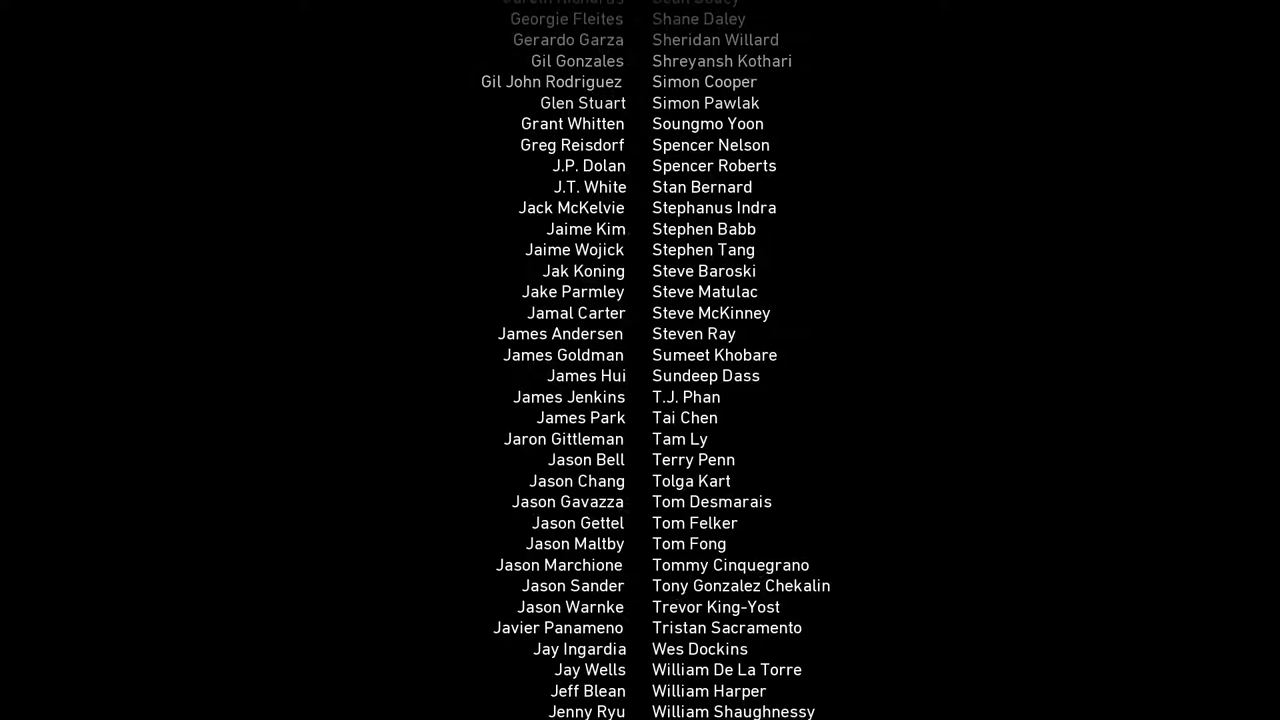 Georgie Fleites Shane Daley
Gerardo Garza Sheridan Willard
Gil Gonzales Shreyansh Kothari
Gil John Rodriguez Simon Cooper
Glen Stuart Simon Pawlak
Grant Whitten Soungmo Yoon
Greg Reisdorf Spencer Nelson
J.P. Dolan Spencer Roberts
J.T. White Stan Bernard
Jack McKelvie Stephanus Indra
Jaime Kim Stephen Babb
Jaime Wojick Stephen Tang
Jak Koning Steve Baroski
Jake Parmley Steve Matulac
Jamal Carter Steve McKinney
James Andersen Steven Ray
James Goldman Sumeet Khobare
James Hui Sundeep Dass
James Jenkins T.J. Phan
James Park Tai Chen
Jaron Gittleman Tam Ly
Jason Bell Terry Penn
Jason Chang Tolga Kart
Jason Gavazza Tom Desmarais
Jason Gettel Tom Felker
Jason Maltby Tom Fong
Jason Marchione Tommy Cinquegrano
Jason Sander Tony Gonzalez Chekalin
Jason Warnke Trevor King-Yost
Javier Panameno Tristan Sacramento
Jay Ingardia Wes Dockins
Jay Wells William De La Torre
Jeff Blean William Harper
Jenny Ryu William Shaughnessy